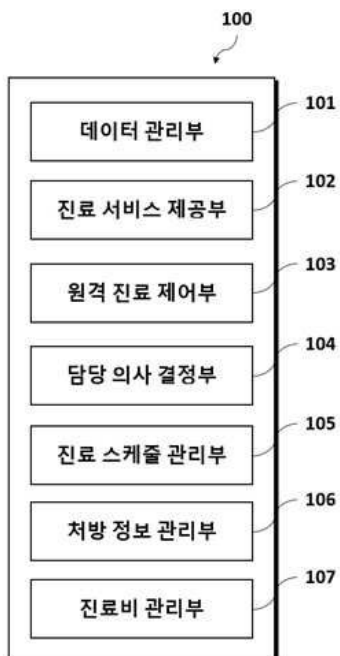 100
데이터 관리부 101
진료 서비스 제공부 102
원격 진료 제어부 103
담당 의사 결정부 104
진료 스케줄 관리부 105
처방 정보 관리부 106
진료비 관리부 107